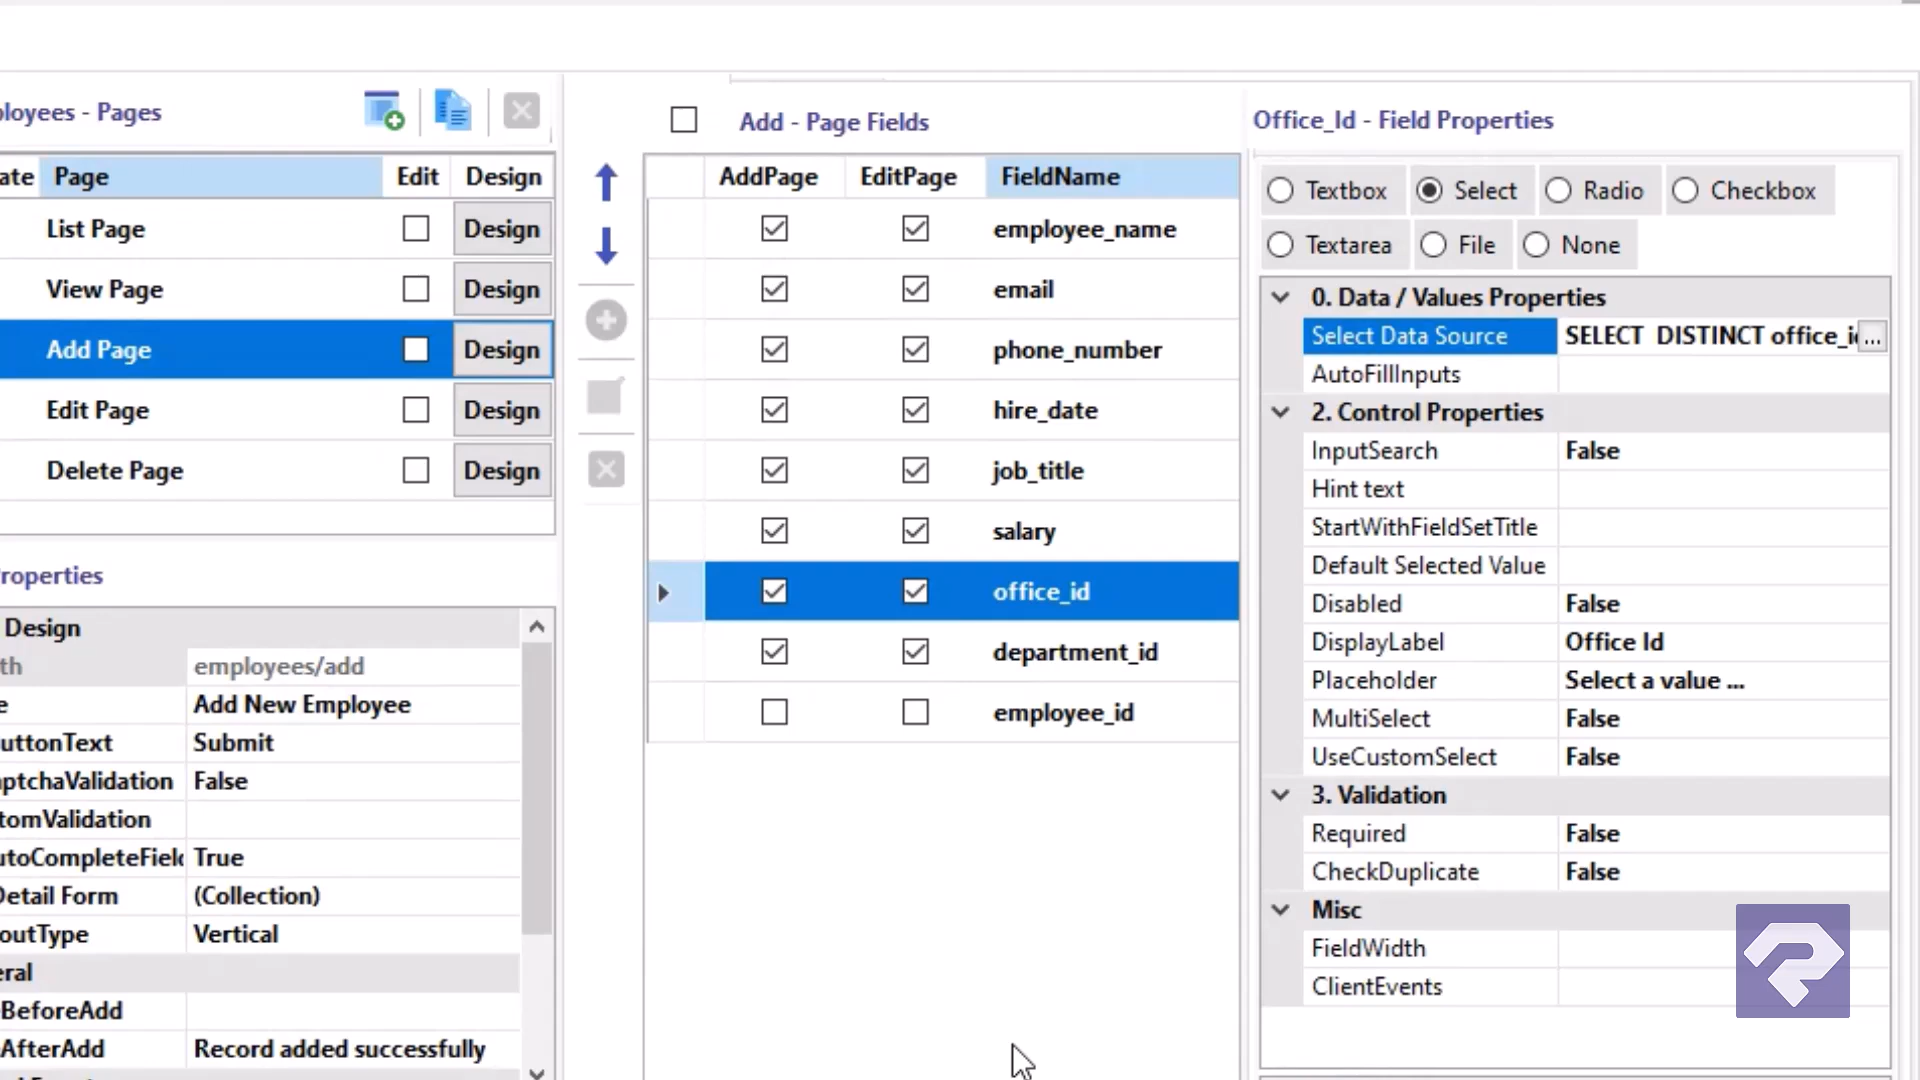 ployees - Pages
ate Page Edit Design
List Page Design
View Page Design
Add Page Design
Edit Page Design
Delete Page Design
roperties
Design
th employees/add
e Add New Employee
uttonText Submit
ptchaValidation False
tomValidation
utoCompleteField True
Detail Form (Collection)
outType Vertical
eral
BeforeAdd
AfterAdd Record added successfully
Add - Page Fields
AddPage EditPage FieldName
employee_name
email
phone_number
hire_date
job_title
salary
office_id
department_id
employee_id
Office_Id - Field Properties
Textbox Select Radio Checkbox
Textarea File None
0. Data / Values Properties
Select Data Source SELECT DISTINCT office_i ...
AutoFillInputs
2. Control Properties
InputSearch False
Hint text
StartWithFieldSetTitle
Default Selected Value
Disabled False
DisplayLabel Office Id
Placeholder Select a value ...
MultiSelect False
UseCustomSelect False
3. Validation
Required False
CheckDuplicate False
Misc
FieldWidth
ClientEvents